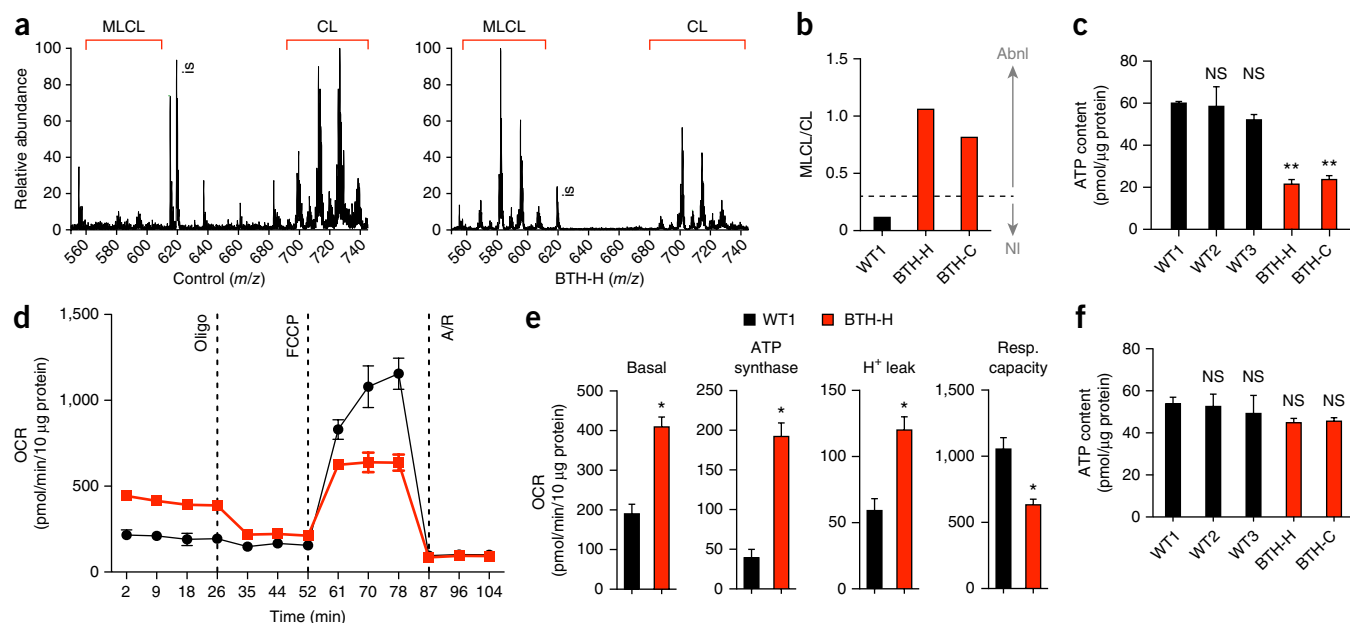 a
MLCL
CL
MLCL
CL
Relative abundance
100
80
60
40
20
0
is
560
580
600
620
640
660
680
700
720
740
Control (m/z)
100
80
60
40
20
0
is
560
580
600
620
640
660
680
700
720
740
BTH-H (m/z)
b
MLCL/CL
1.5
1.0
0.5
0
Abnl
Nl
WT1
BTH-H
BTH-C
c
ATP content
(pmol/μg protein)
80
60
40
20
0
NS
NS
**
**
WT1
WT2
WT3
BTH-H
BTH-C
d
OCR
(pmol/min/10 μg protein)
1,500
1,000
500
0
Oligo
FCCP
A/R
2 9 18 26 35 44 52 61 70 78 87 96 104
Time (min)
e
WT1
BTH-H
OCR
(pmol/min/10 μg protein)
Basal
500
400
300
200
100
0
*
ATP
synthase
250
200
150
100
50
0
*
H+ leak
150
100
50
0
*
Resp.
capacity
1,500
1,000
500
0
*
f
ATP content
(pmol/μg protein)
80
60
40
20
0
NS
NS
NS
NS
WT1
WT2
WT3
BTH-H
BTH-C